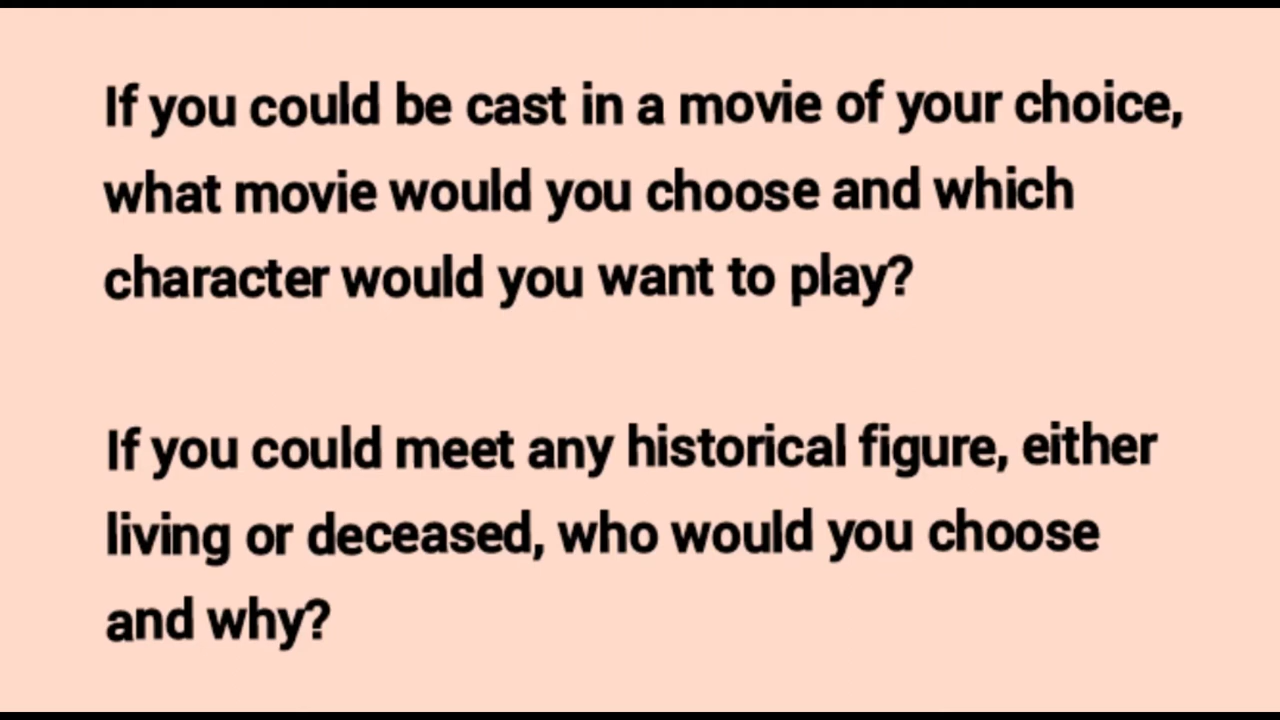 If you could be cast in a movie of your choice,
what movie would you choose and which
character would you want to play?
If you could meet any historical figure, either
living or deceased, who would you choose
and why?